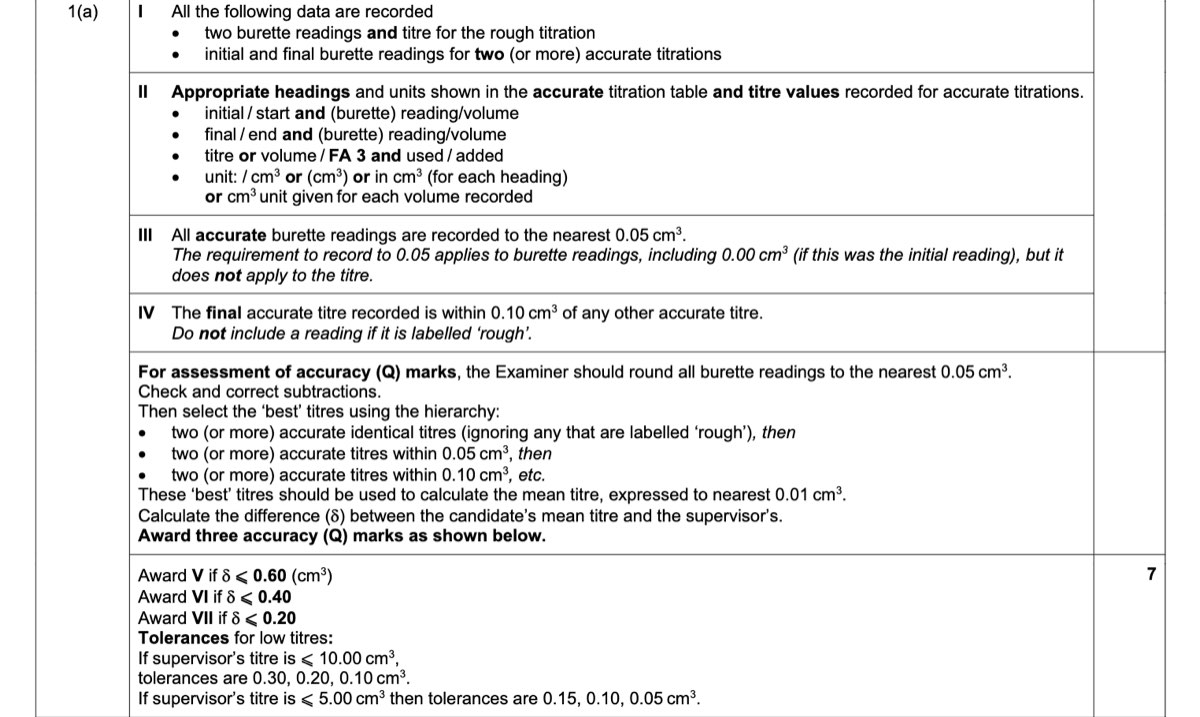 1(a)
I All the following data are recorded
• two burette readings and titre for the rough titration
• initial and final burette readings for two (or more) accurate titrations
II Appropriate headings and units shown in the accurate titration table and titre values recorded for accurate titrations.
• initial / start and (burette) reading/volume
• final / end and (burette) reading/volume
• titre or volume / FA 3 and used / added
• unit: / cm³ or (cm³) or in cm³ (for each heading)
or cm³ unit given for each volume recorded
III All accurate burette readings are recorded to the nearest 0.05 cm³.
The requirement to record to 0.05 applies to burette readings, including 0.00 cm³ (if this was the initial reading), but it
does not apply to the titre.
IV The final accurate titre recorded is within 0.10 cm³ of any other accurate titre.
Do not include a reading if it is labelled ‘rough’.
For assessment of accuracy (Q) marks, the Examiner should round all burette readings to the nearest 0.05 cm³.
Check and correct subtractions.
Then select the ‘best’ titres using the hierarchy:
• two (or more) accurate identical titres (ignoring any that are labelled ‘rough’), then
• two (or more) accurate titres within 0.05 cm³, then
• two (or more) accurate titres within 0.10 cm³, etc.
These ‘best’ titres should be used to calculate the mean titre, expressed to nearest 0.01 cm³.
Calculate the difference (δ) between the candidate’s mean titre and the supervisor’s.
Award three accuracy (Q) marks as shown below.
Award V if δ ⩽ 0.60 (cm³)
Award VI if δ ⩽ 0.40
Award VII if δ ⩽ 0.20
Tolerances for low titres:
If supervisor’s titre is ⩽ 10.00 cm³,
tolerances are 0.30, 0.20, 0.10 cm³.
If supervisor’s titre is ⩽ 5.00 cm³ then tolerances are 0.15, 0.10, 0.05 cm³.
7